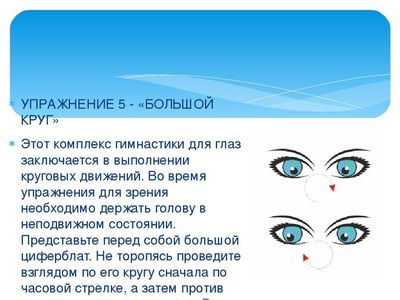 УПРАЖНЕНИЕ 5 - «БОЛЬШОЙ
КРУГ»
Этот комплекс гимнастики для глаз
заключается в выполнении
круговых движений. Во время
упражнения для зрения
необходимо держать голову в
неподвижном состоянии.
Представьте перед собой большой
циферблат. Не торопясь проведите
взглядом по его кругу сначала по
часовой стрелке, а затем против